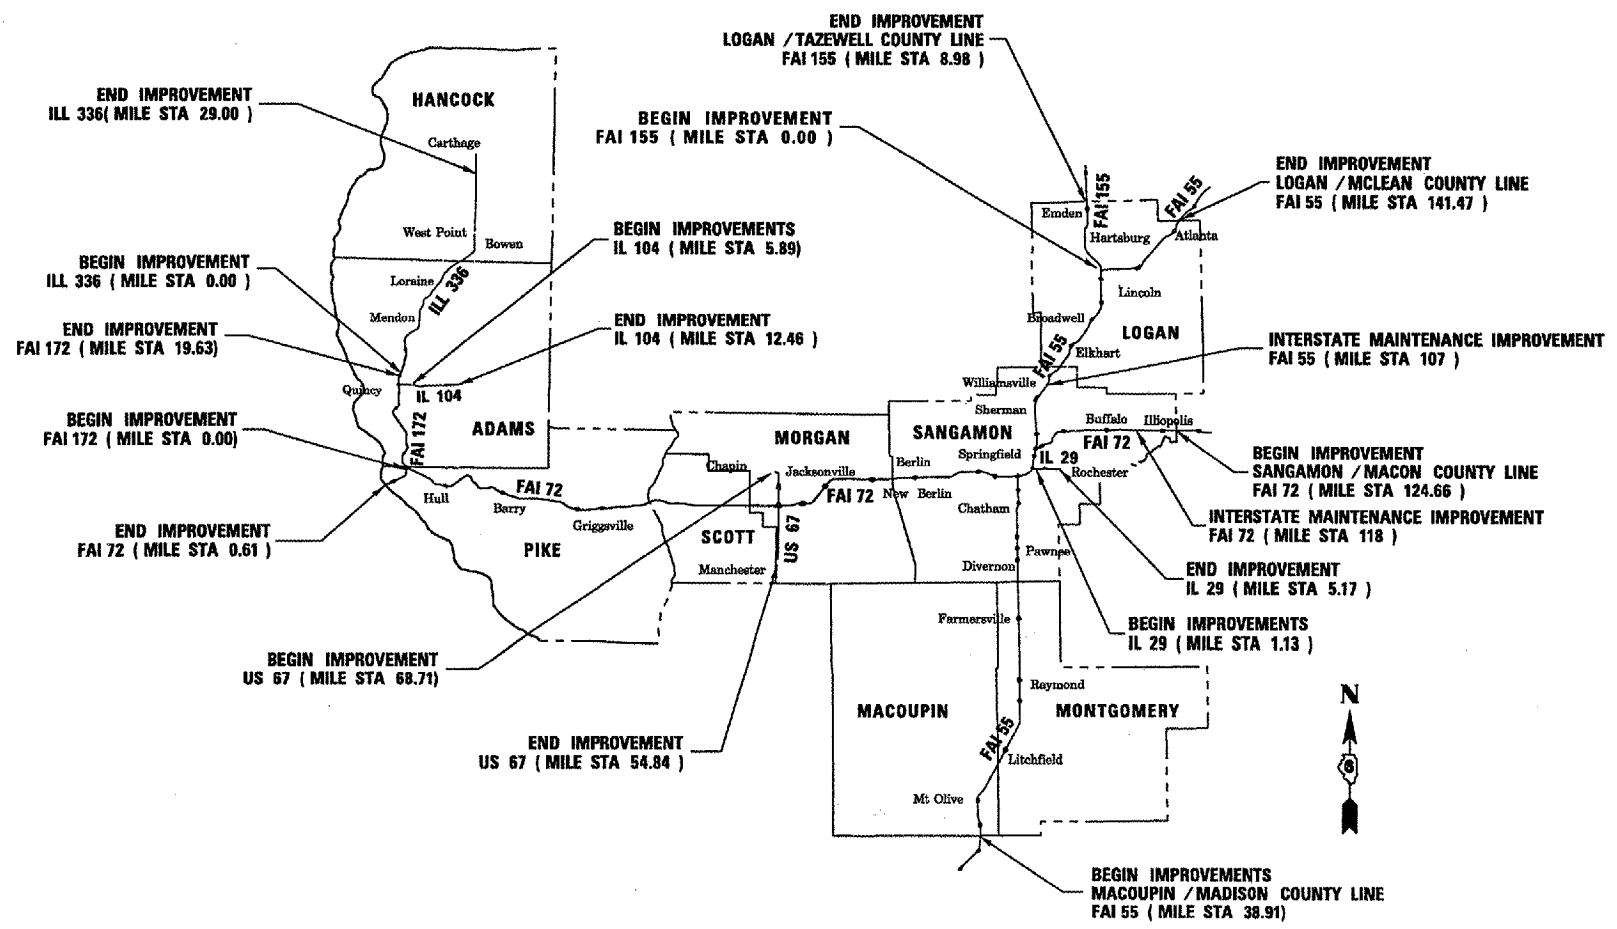 END IMPROVEMENT
LOGAN / TAZEWELL COUNTY LINE
FAI 155 ( MILE STA 8.98 )
END IMPROVEMENT
ILL 336( MILE STA 29.00 )
HANCOCK
Carthage
BEGIN IMPROVEMENT
FAI 155 ( MILE STA 0.00 )
END IMPROVEMENT
LOGAN / MCLEAN COUNTY LINE
FAI 55 ( MILE STA 141.47 )
FAI 155
FAI 55
Emden
Hartsburg
Atlanta
West Point
Bowen
BEGIN IMPROVEMENTS
IL 104 ( MILE STA 5.89)
BEGIN IMPROVEMENT
ILL 336 ( MILE STA 0.00 )
Loraine
ILL 336
Lincoln
Mendon
Broadwell
LOGAN
END IMPROVEMENT
FAI 172 ( MILE STA 19.63)
END IMPROVEMENT
IL 104 ( MILE STA 12.46 )
INTERSTATE MAINTENANCE IMPROVEMENT
FAI 55 ( MILE STA 107 )
FAI 55
Elkhart
Williamsville
Quincy
IL 104
Sherman
BEGIN IMPROVEMENT
FAI 172 ( MILE STA 0.00)
FAI 172
ADAMS
MORGAN
SANGAMON
Buffalo
Illiopolis
FAI 72
Springfield
IL 29
Rochester
BEGIN IMPROVEMENT
SANGAMON / MACON COUNTY LINE
FAI 72 ( MILE STA 124.66 )
Chapin
Jacksonville
Berlin
Hull
FAI 72
FAI 72
New Berlin
Barry
Griggsville
Chatham
INTERSTATE MAINTENANCE IMPROVEMENT
FAI 72 ( MILE STA 118 )
END IMPROVEMENT
FAI 72 ( MILE STA 0.61 )
PIKE
SCOTT
US 67
Pawnee
Manchester
Divernon
END IMPROVEMENT
IL 29 ( MILE STA 5.17 )
Farmersville
BEGIN IMPROVEMENTS
IL 29 ( MILE STA 1.13 )
BEGIN IMPROVEMENT
US 67 ( MILE STA 68.71)
Raymond
MACOUPIN
MONTGOMERY
N
END IMPROVEMENT
US 67 ( MILE STA 54.84 )
FAI 55
Litchfield
6
Mt Olive
BEGIN IMPROVEMENTS
MACOUPIN / MADISON COUNTY LINE
FAI 55 ( MILE STA 38.91)